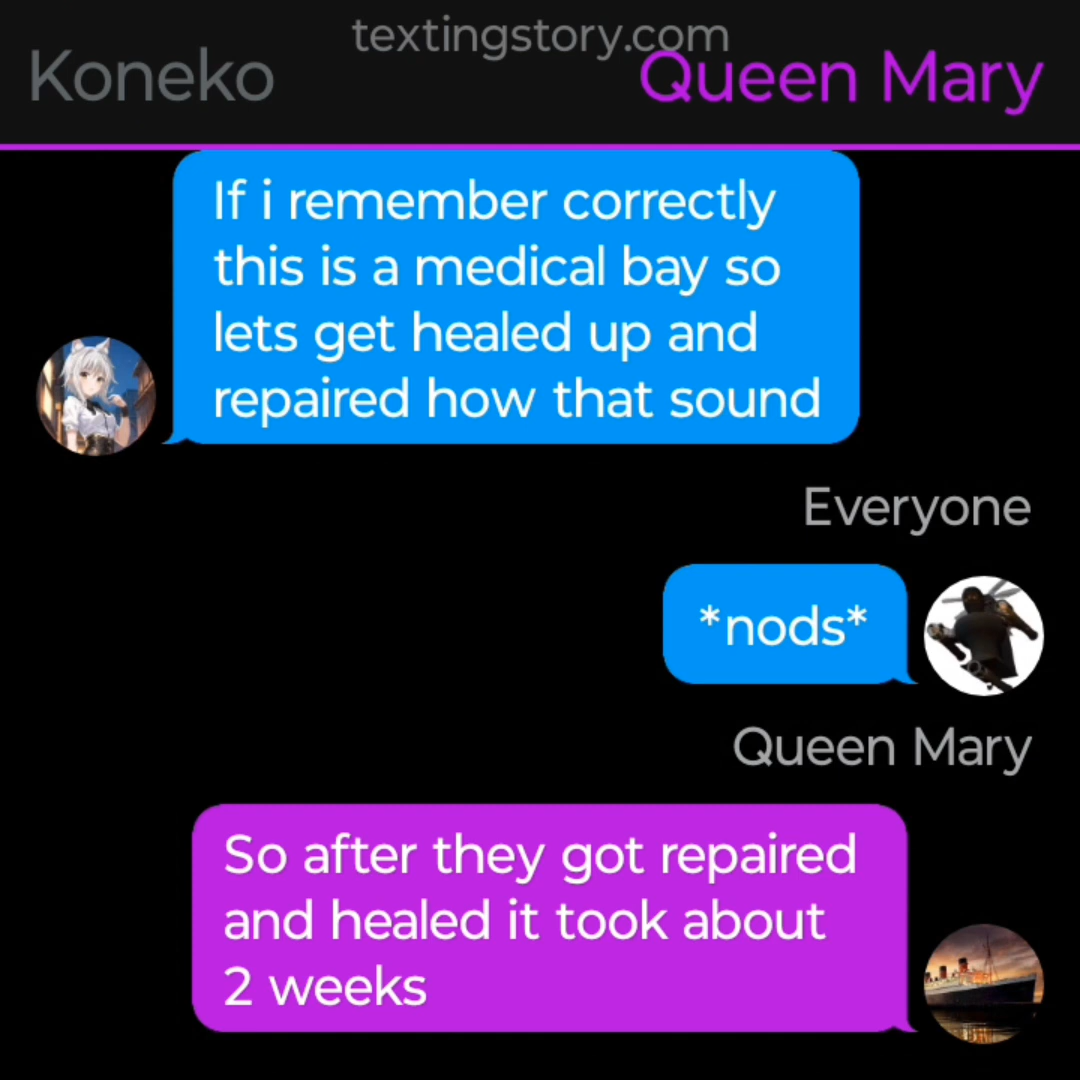 textingstory.com
Koneko
Queen Mary
If i remember correctly
this is a medical bay so
lets get healed up and
repaired how that sound
Everyone
*nods*
Queen Mary
So after they got repaired
and healed it took about
2 weeks